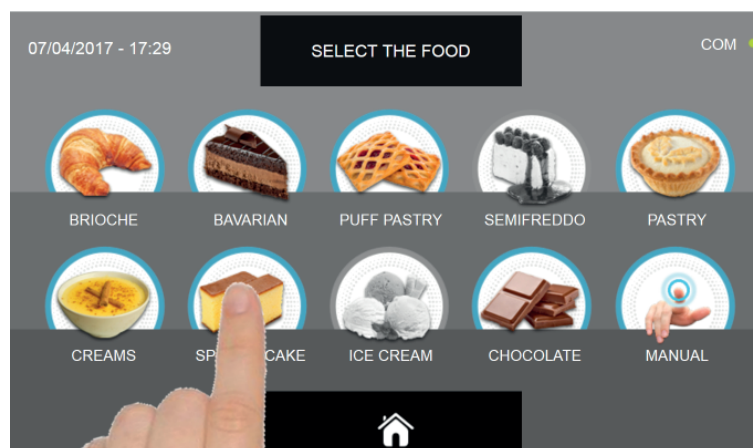 07/04/2017 - 17:29
SELECT THE FOOD
COM
BRIOCHE
BAVARIAN
PUFF PASTRY
SEMIFREDDO
PASTRY
CREAMS
CAKE
ICE CREAM
CHOCOLATE
MANUAL